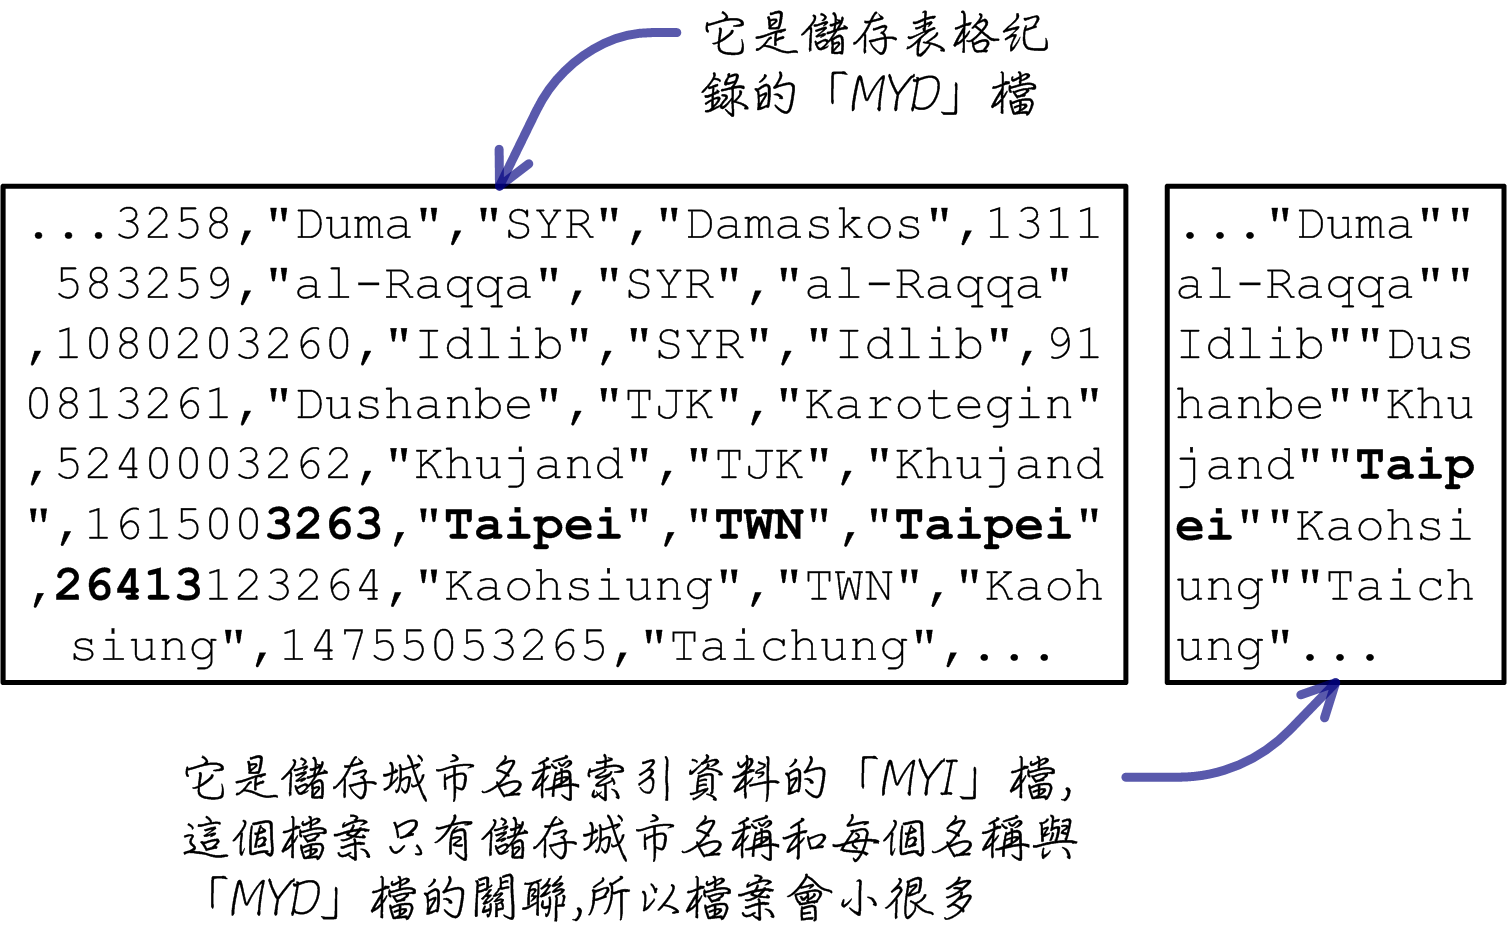 它是儲存表格纪
錄的「MYD」檔
...3258,"Duma","SYR","Damaskos",1311
583259,"al-Raqqa","SYR","al-Raqqa"
,1080203260,"Idlib","SYR","Idlib",91
0813261,"Dushanbe","TJK","Karotegin"
,5240003262,"Khujand","TJK","Khujand
",1615003263,"Taipei","TWN","Taipei"
,26413123264,"Kaohsiung","TWN","Kaoh
siung",14755053265,"Taichung",...
..."Duma""
al-Raqqa""
Idlib""Dus
hanbe""Khu
jand""Taip
ei""Kaohsi
ung""Taich
ung"...
它是儲存城市名稱索引資料的「MYI」檔,
這個檔案只有儲存城市名稱和每個名稱與
「MYD」檔的關聯,所以檔案會小很多